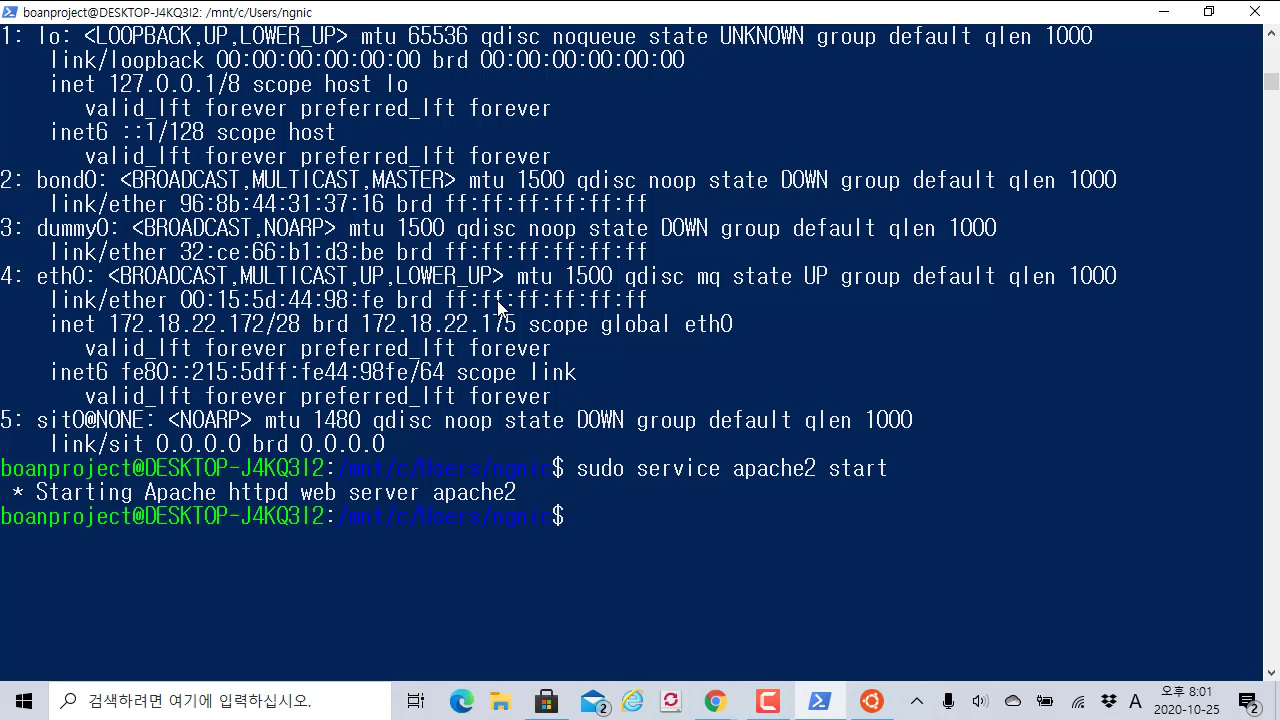 boanproject@DESKTOP-J4KQ3I2: /mnt/c/Users/ngnic
1: lo: <LOOPBACK,UP,LOWER_UP> mtu 65536 qdisc noqueue state UNKNOWN group default qlen 1000
link/loopback 00:00:00:00:00:00 brd 00:00:00:00:00:00
inet 127.0.0.1/8 scope host lo
valid_lft forever preferred_lft forever
inet6 ::1/128 scope host
valid_lft forever preferred_lft forever
2: bond0: <BROADCAST,MULTICAST,MASTER> mtu 1500 qdisc noop state DOWN group default qlen 1000
link/ether 96:8b:44:31:37:16 brd ff:ff:ff:ff:ff:ff
3: dummy0: <BROADCAST,NOARP> mtu 1500 qdisc noop state DOWN group default qlen 1000
link/ether 32:ce:66:b1:d3:be brd ff:ff:ff:ff:ff:ff
4: eth0: <BROADCAST,MULTICAST,UP,LOWER_UP> mtu 1500 qdisc mq state UP group default qlen 1000
link/ether 00:15:5d:44:98:fe brd ff:ff:ff:ff:ff:ff
inet 172.18.22.172/28 brd 172.18.22.175 scope global eth0
valid_lft forever preferred_lft forever
inet6 fe80::215:5dff:fe44:98fe/64 scope link
valid_lft forever preferred_lft forever
5: sit0@NONE: <NOARP> mtu 1480 qdisc noop state DOWN group default qlen 1000
link/sit 0.0.0.0 brd 0.0.0.0
boanproject@DESKTOP-J4KQ3I2:/mnt/c/Users/ngnic$ sudo service apache2 start
* Starting Apache httpd web server apache2
boanproject@DESKTOP-J4KQ3I2:/mnt/c/Users/ngnic$
검색하려면 여기에 입력하십시오.
2
A
오후 8:01
2020-10-25
2